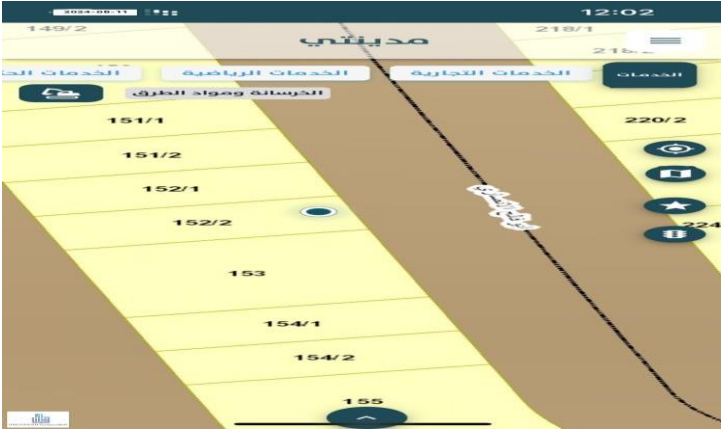 2024-08-11
12:02
149/2
218/1
مدينتي
الخدمات
الخدمات التجارية
الخدمات الرياضية
الخرسانة ومواد الطرق
151/1
220/2
151/2
152/1
152/2
224
153
154/1
154/2
155